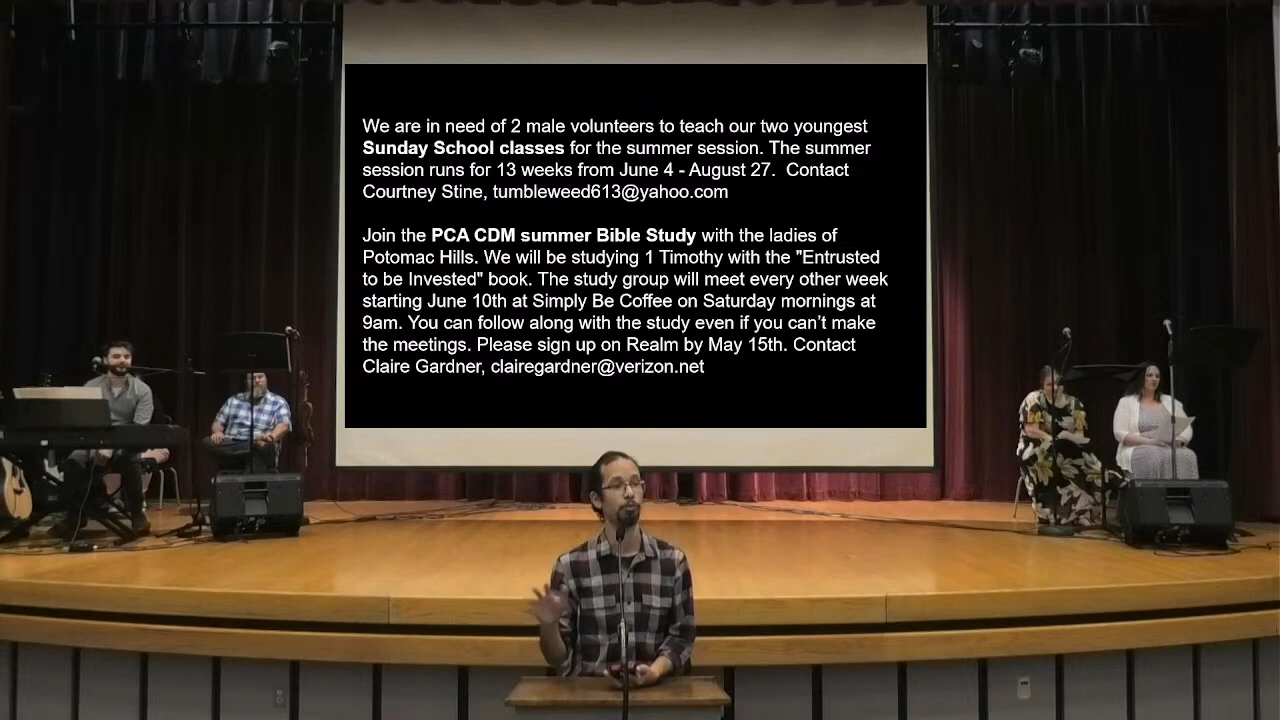 We are in need of 2 male volunteers to teach our two youngest
Sunday School classes for the summer session. The summer
session runs for 13 weeks from June 4 - August 27.  Contact
Courtney Stine, tumbleweed613@yahoo.com
Join the PCA CDM summer Bible Study with the ladies of
Potomac Hills. We will be studying 1 Timothy with the "Entrusted
to be Invested" book. The study group will meet every other week
starting June 10th at Simply Be Coffee on Saturday mornings at
9am. You can follow along with the study even if you can’t make
the meetings. Please sign up on Realm by May 15th. Contact
Claire Gardner, clairegardner@verizon.net